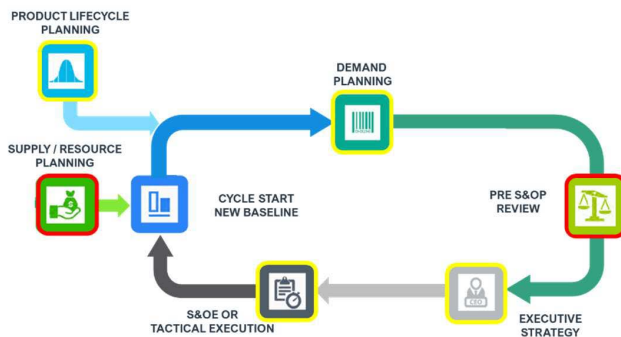 PRODUCT LIFECYCLE
PLANNING
DEMAND
PLANNING
SUPPLY / RESOURCE
PLANNING
CYCLE START
NEW BASELINE
PRE S&OP
REVIEW
CEO
S&OE OR
TACTICAL EXECUTION
EXECUTIVE
STRATEGY